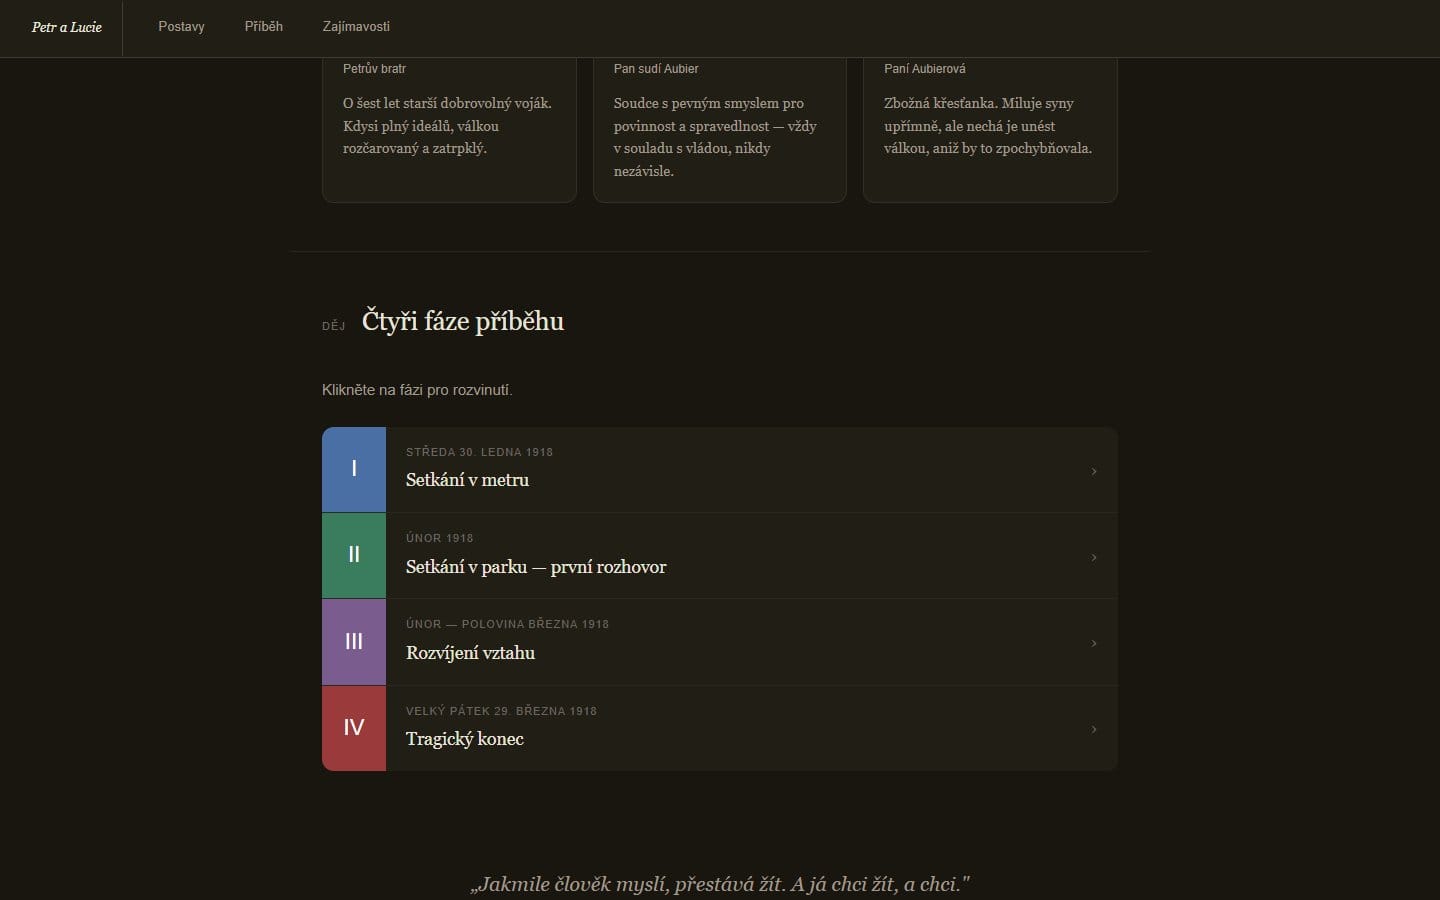 Petr a Lucie
Postavy
Příběh
Zajímavosti
Petrův bratr
O šest let starší dobrovolný voják.
Kdysi plný ideálů, válkou
rozčarovaný a zatrpklý.
Pan sudí Aubier
Soudce s pevným smyslem pro
povinnost a spravedlnost — vždy
v souladu s vládou, nikdy
nezávisle.
Paní Aubierová
Zbožná křesťanka. Miluje syny
upřímně, ale nechá je unést
válkou, aniž by to zpochybňovala.
DĚJ Čtyři fáze příběhu
Klikněte na fázi pro rozvinutí.
I
STŘEDA 30. LEDNA 1918
Setkání v metru
›
II
ÚNOR 1918
Setkání v parku — první rozhovor
›
III
ÚNOR — POLOVINA BŘEZNA 1918
Rozvíjení vztahu
›
IV
VELKÝ PÁTEK 29. BŘEZNA 1918
Tragický konec
›
„Jakmile člověk myslí, přestává žít. A já chci žít, a chci."